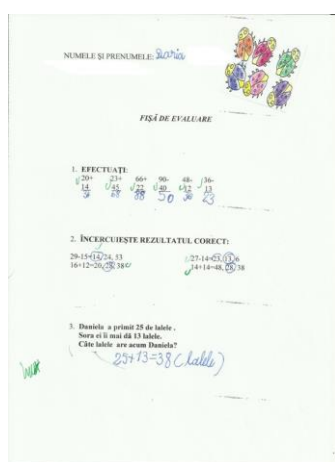 NUMELE ŞI PRENUMELE: Daria
FIŞĂ DE EVALUARE
1. EFECTUAŢI:
20+ 23+ 66+ 90- 48- 36-
14 45 22 40 12 13
34 68 88 50 36 23
2. ÎNCERCUIEŞTE REZULTATUL CORECT:
29-15=14, 24, 53 27-14=23, 13, 6
16+12=20, 28, 38 14+14=48, 28, 38
3. Daniela a primit 25 de lalele .
Sora ei îi mai dă 13 lalele.
Câte lalele are acum Daniela?
25+13=38 (lalele)